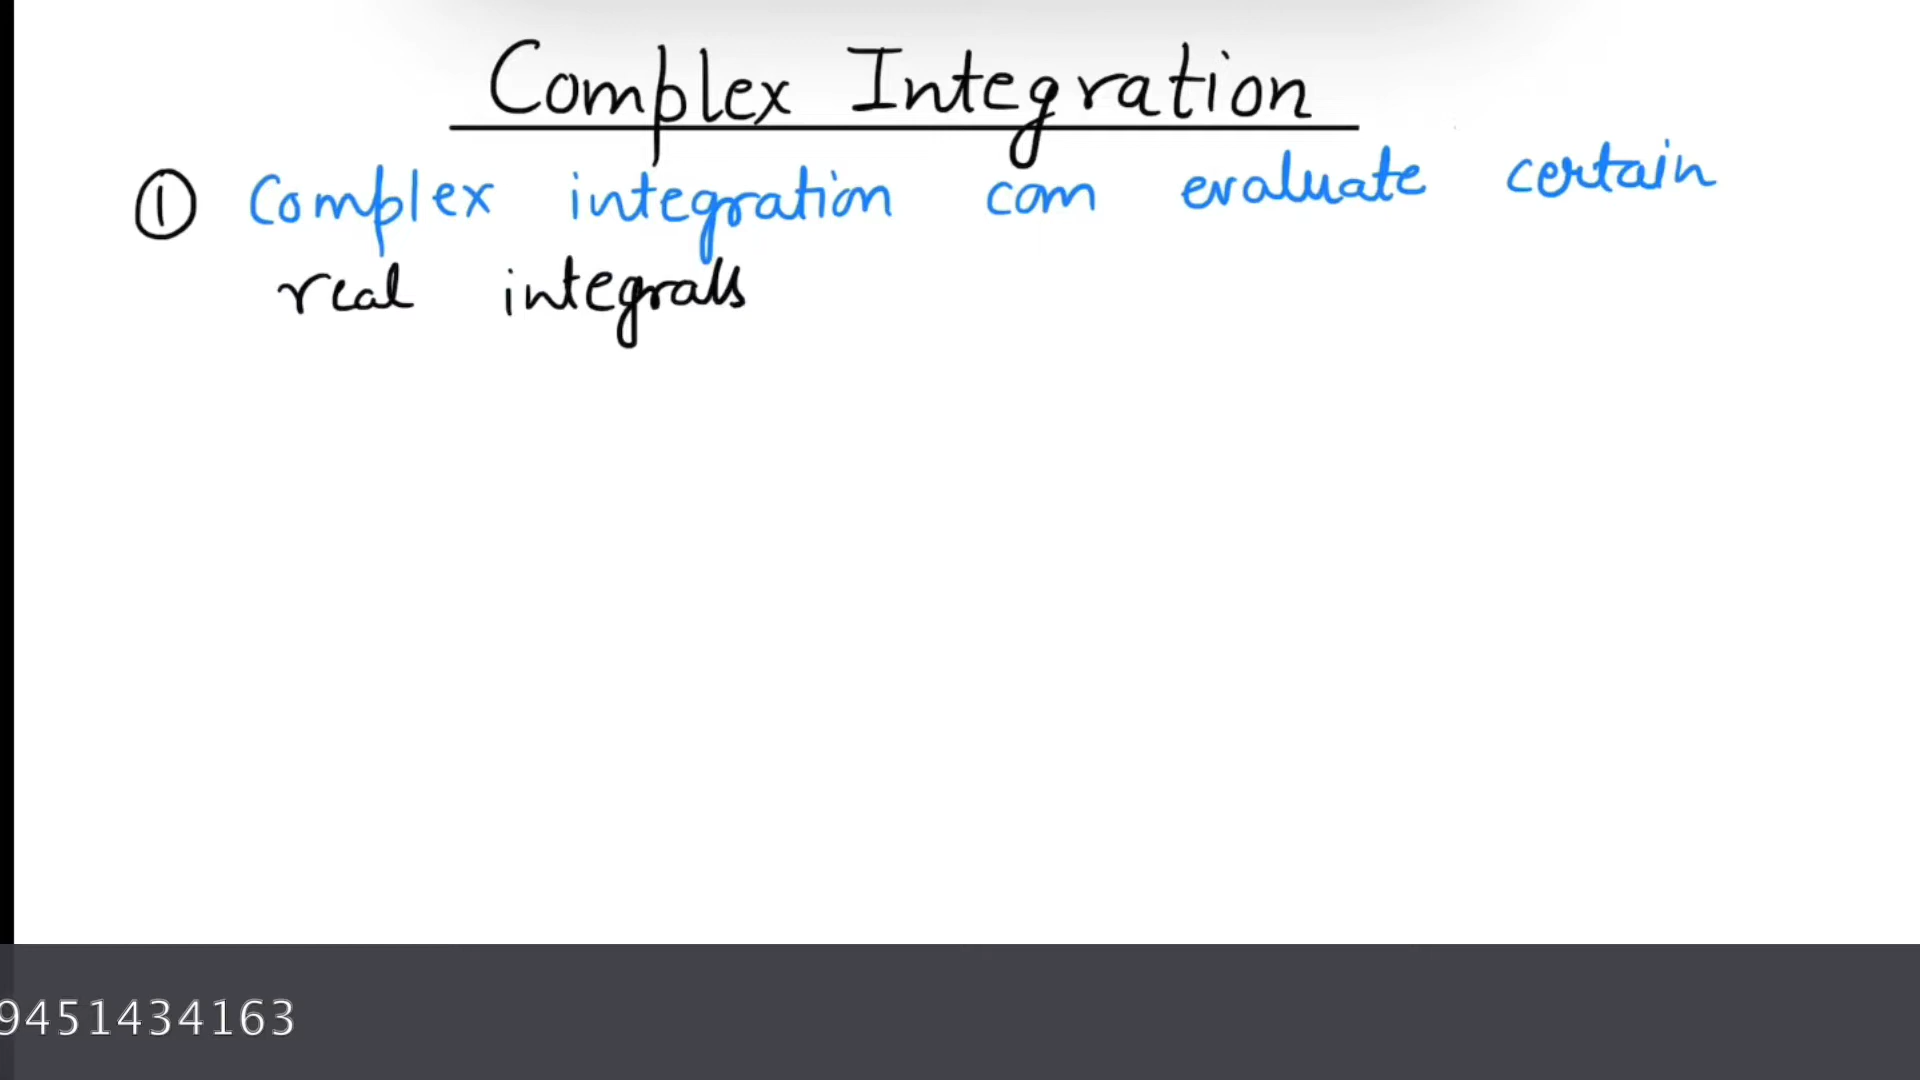 Complex Integration
① Complex integration can evaluate certain
real integrals
9451434163